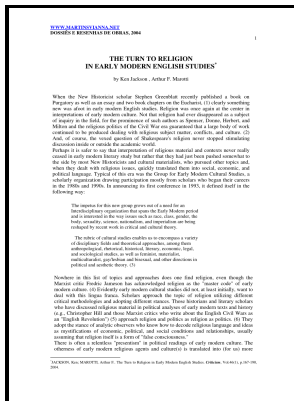 WWW.MARTINSVIANNA.NET
DOSSIÊS E RESENHAS DE OBRAS, 2004
1
THE TURN TO RELIGION
IN EARLY MODERN ENGLISH STUDIES*
by Ken Jackson , Arthur F. Marotti
When the New Historicist scholar Stephen Greenblatt recently published a book on
Purgatory as well as an essay and two book chapters on the Eucharist, (1) clearly something
new was afoot in early modern English studies. Religion was once again at the center in
interpretations of early modern culture. Not that religion had ever disappeared as a subject
of inquiry in the field, for the prominence of such authors as Spenser, Donne, Herbert, and
Milton and the religious politics of the Civil War era guaranteed that a large body of work
continued to be produced dealing with religious subject matter, conflicts, and culture. (2)
And, of course, the vexed question of Shakespeare's religion never stopped stimulating
discussion inside or outside the academic world.
Perhaps it is safer to say that interpretation of religious material and contexts never really
ceased in early modern literary study but rather that they had just been pushed somewhat to
the side by most New Historicists and cultural materialists, who pursued other topics and,
when they dealt with religious issues, quickly translated them into social, economic, and
political language. Typical of this era was the Group for Early Modern Cultural Studies, a
scholarly organization drawing participation mostly from scholars who began their careers
in the 1980s and 1990s. In announcing its first conference in 1993, it defined itself in the
following way:
The impetus for this new group grows out of a need for an
Interdisciplinary organization that spans the Early Modern period
and is interested in the way issues such as race, class, gender, the
body, sexuality, science, nationalism, and imperialism are being
reshaped by recent work in critical and cultural theory.
The rubric of cultural studies enables us to encompass a variety
of disciplinary fields and theoretical approaches, among them
anthropological, rhetorical, historical, literary, economic, legal,
and sociological studies, as well as feminist, materialist,
multiculturalist, gay/lesbian and bisexual, and other directions in
political and aesthetic theory. (3)
Nowhere in this list of topics and approaches does one find religion, even though the
Marxist critic Fredric Jameson has acknowledged religion as the "master code" of early
modern culture. (4) Evidently early modern cultural studies did not, at least initially, want to
deal with this lingua franca. Scholars approach the topic of religion utilizing different
critical methodologies and adopting different stances. Those historians and literary scholars
who have discussed religious material in political analyses of early modern texts and history
(e.g., Christopher Hill and those Marxist critics who write about the English Civil Wars as
an "English Revolution") (5) approach religion and politics as religion as politics. (6) They
adopt the stance of analytic observers who know how to decode religious language and ideas
as mystifications of economic, political, and social conditions and relationships, usually
assuming that religion itself is a form of "false consciousness."
There is often a relentless "presentism" in political readings of early modern culture. The
otherness of early modern religious agents and culture(s) is translated into (for us) more
* JACKSON, Ken, MAROTTI, Arthur F. The Turn to Religion in Early Modern English Studies. Criticism. Vol.46(1), p.167-190,
2004.